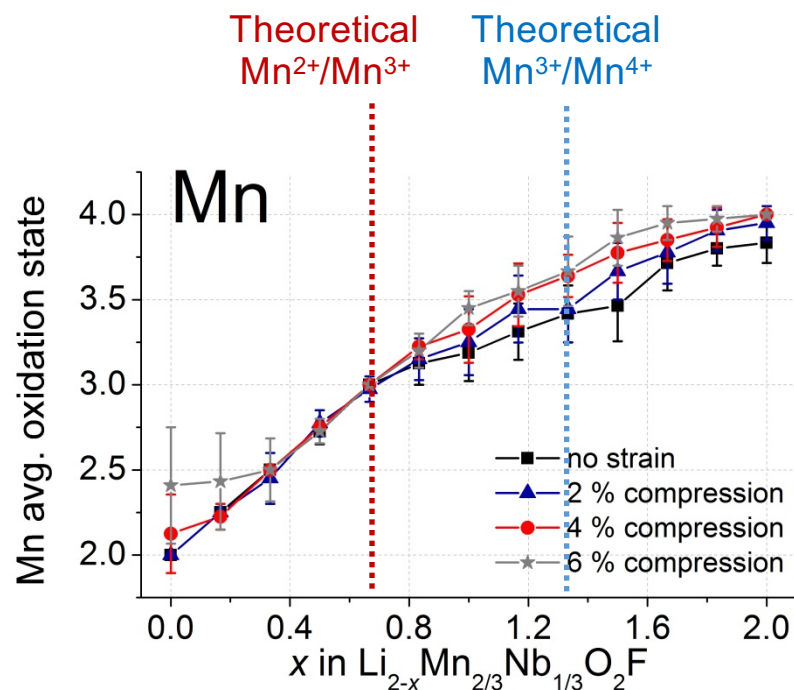 Theoretical
Mn²⁺/Mn³⁺
Theoretical
Mn³⁺/Mn⁴⁺
Mn
Mn avg. oxidation state
4.0
3.5
3.0
2.5
2.0
no strain
2 % compression
4 % compression
6 % compression
0.0 0.4 0.8 1.2 1.6 2.0
x in Li₂₋ₓMn₂/₃Nb₁/₃O₂F